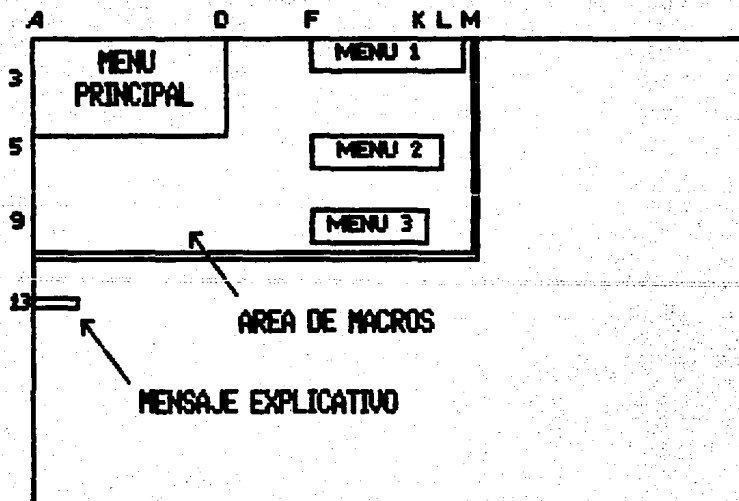 A D F K L M
MENU 1
3 MENU
PRINCIPAL
5 MENU 2
9 MENU 3
13
AREA DE MACROS
MENSAJE EXPLICATIVO